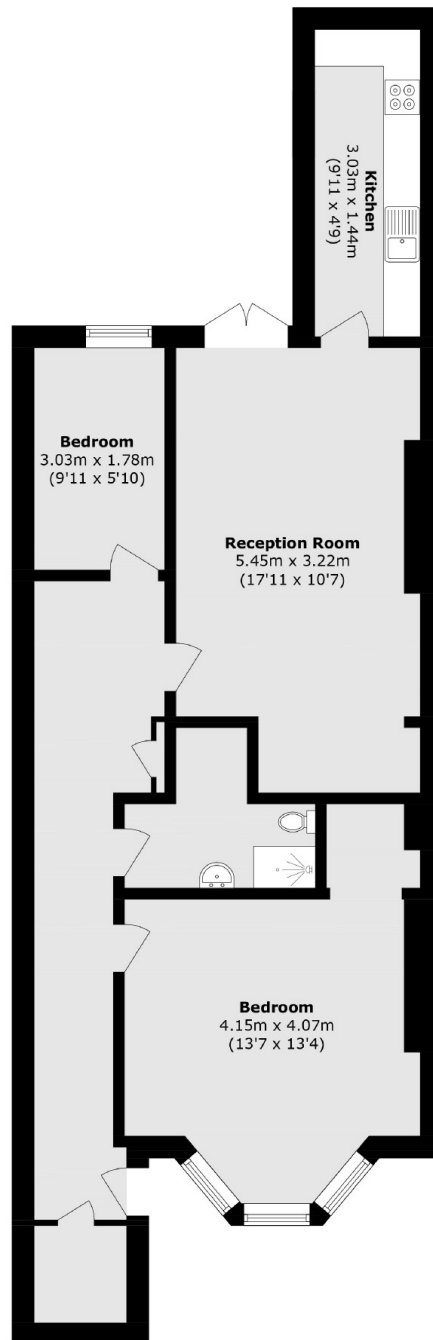 Kitchen
3.03m x 1.44m
(9'11 x 4'9)
Bedroom
3.03m x 1.78m
(9'11 x 5'10)
Reception Room
5.45m x 3.22m
(17'11 x 10'7)
Bedroom
4.15m x 4.07m
(13'7 x 13'4)